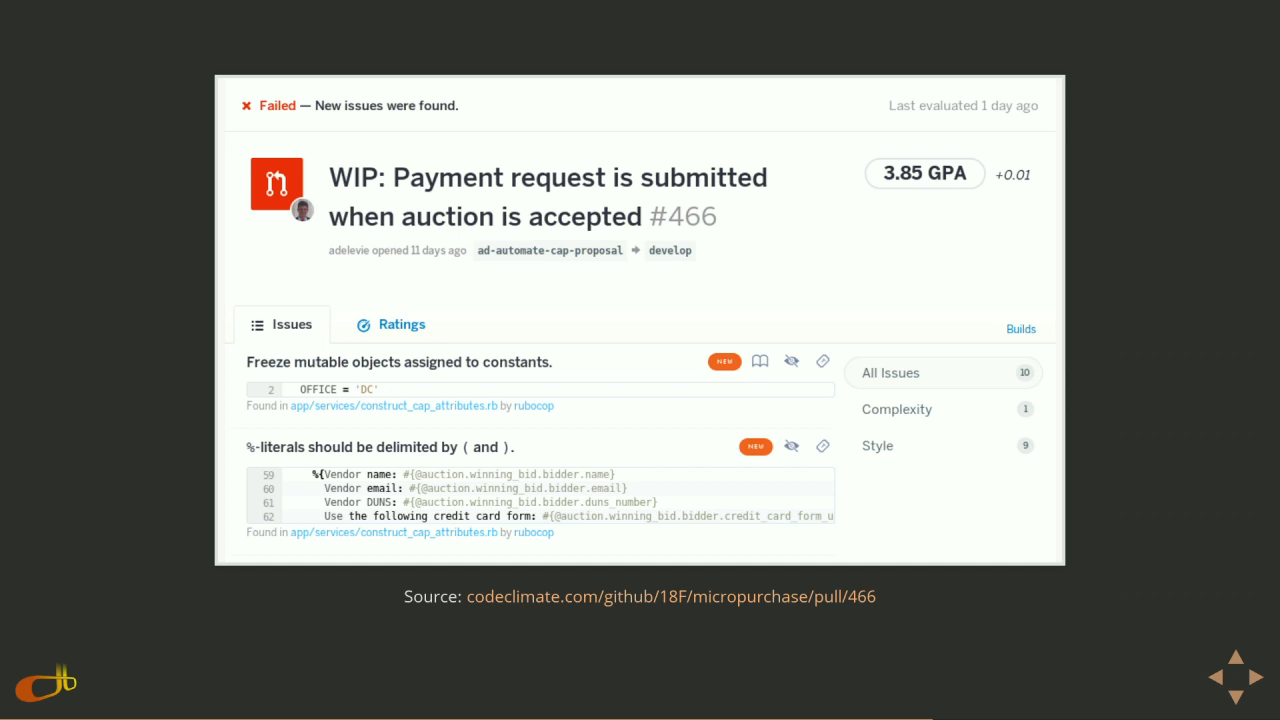 Failed — New issues were found.
Last evaluated 1 day ago
WIP: Payment request is submitted
when auction is accepted #466
3.85 GPA +0.01
adelevie opened 11 days ago ad-automate-cap-proposal develop
Issues
Ratings
Builds
Freeze mutable objects assigned to constants.
NEW
2 OFFICE = 'DC'
Found in app/services/construct_cap_attributes.rb by rubocop
%-literals should be delimited by ( and ).
NEW
59 %{Vendor name: #{@auction.winning_bid.bidder.name}
60 Vendor email: #{@auction.winning_bid.bidder.email}
61 Vendor DUNS: #{@auction.winning_bid.bidder.duns_number}
62 Use the following credit card form: #{@auction.winning_bid.bidder.credit_card_form_u
Found in app/services/construct_cap_attributes.rb by rubocop
All Issues 10
Complexity 1
Style 9
Source: codeclimate.com/github/18F/micropurchase/pull/466